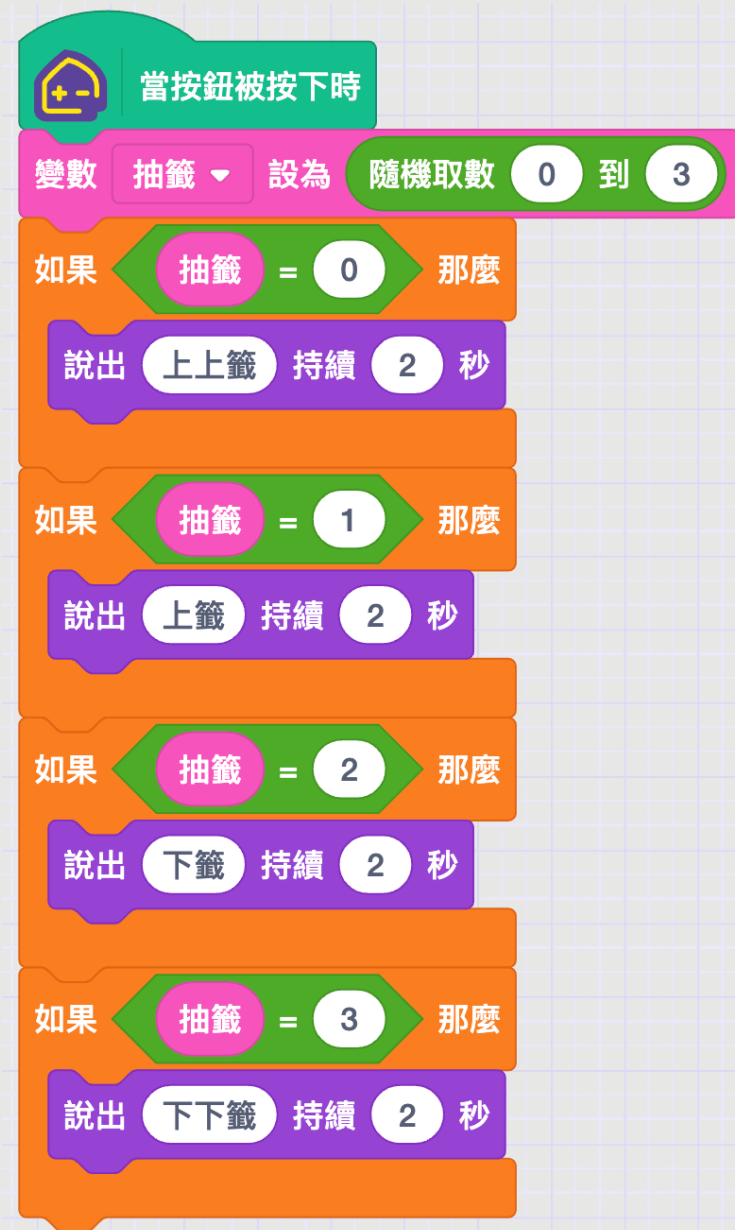 當按鈕被按下時
變數 抽籤 設為 隨機取數 0 到 3
如果 抽籤 = 0 那麼
說出 上上籤 持續 2 秒
如果 抽籤 = 1 那麼
說出 上籤 持續 2 秒
如果 抽籤 = 2 那麼
說出 下籤 持續 2 秒
如果 抽籤 = 3 那麼
說出 下下籤 持續 2 秒